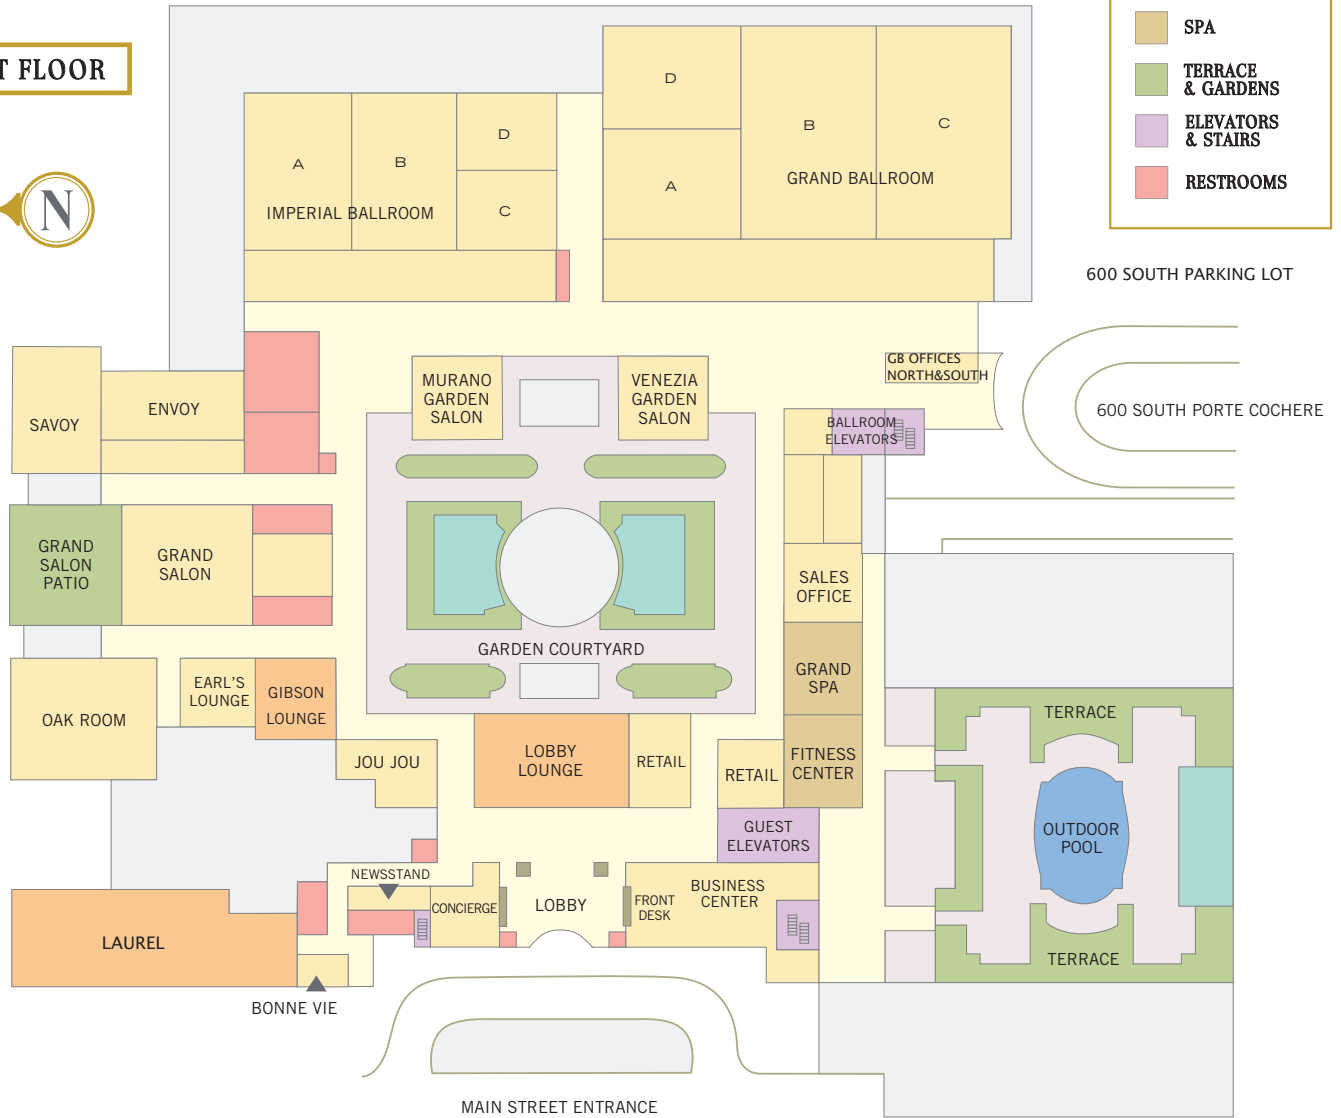 T FLOOR
N
SPA
TERRACE
& GARDENS
ELEVATORS
& STAIRS
RESTROOMS
D
B
C
A
GRAND BALLROOM
A
B
D
C
IMPERIAL BALLROOM
600 SOUTH PARKING LOT
GB OFFICES
NORTH&SOUTH
600 SOUTH PORTE COCHERE
BALLROOM
ELEVATORS
SAVOY
ENVOY
MURANO
GARDEN
SALON
VENEZIA
GARDEN
SALON
GRAND
SALON
PATIO
GRAND
SALON
SALES
OFFICE
GARDEN COURTYARD
GRAND
SPA
EARL'S
LOUNGE
GIBSON
LOUNGE
OAK ROOM
JOU JOU
LOBBY
LOUNGE
RETAIL
RETAIL
FITNESS
CENTER
TERRACE
GUEST
ELEVATORS
OUTDOOR
POOL
NEWSSTAND
CONCIERGE
LOBBY
FRONT
DESK
BUSINESS
CENTER
LAUREL
TERRACE
BONNE VIE
MAIN STREET ENTRANCE